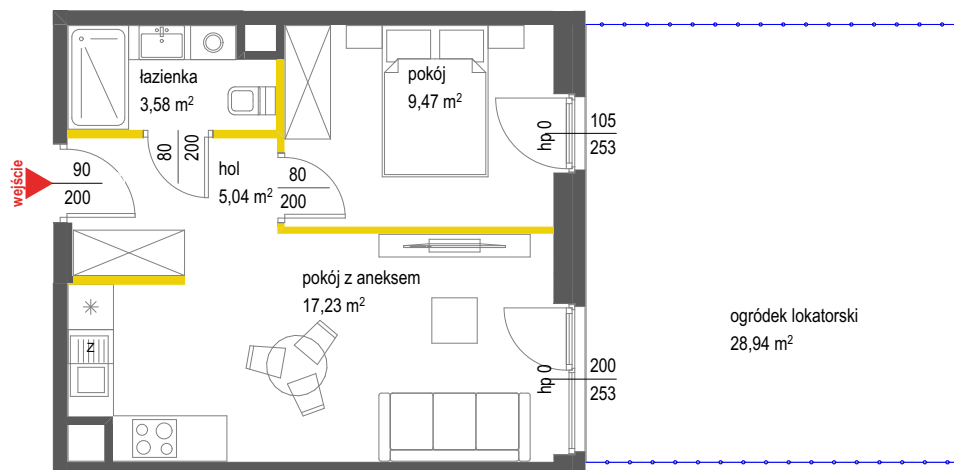 łazienka
3,58 m²
pokój
9,47 m²
hp 0
105
253
80
200
hol
5,04 m²
80
200
wejście
90
200
pokój z aneksem
17,23 m²
z
hp 0
200
253
ogródek lokatorski
28,94 m²